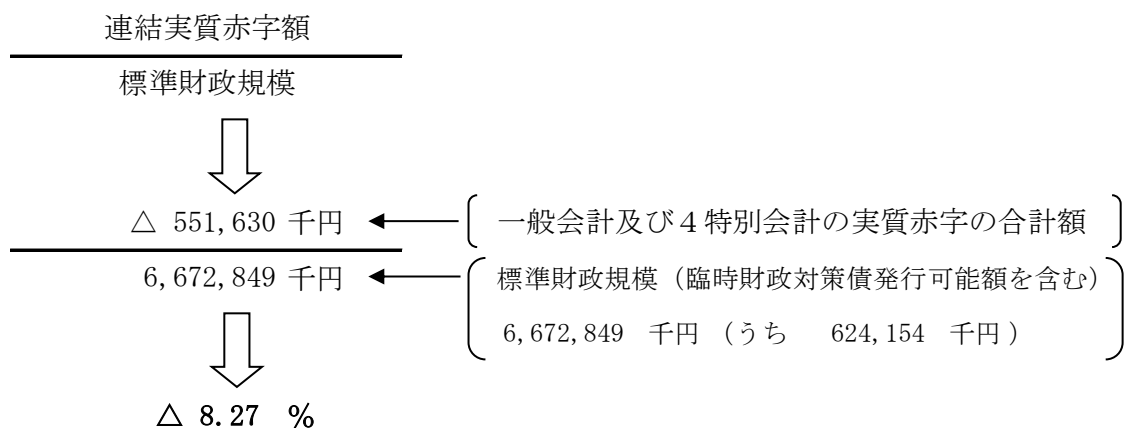 連結実質赤字額
標準財政規模
△ 551,630 千円
一般会計及び4特別会計の実質赤字の合計額
6,672,849 千円
標準財政規模（臨時財政対策債発行可能額を含む）
6,672,849 千円（うち 624,154 千円）
△ 8.27 %